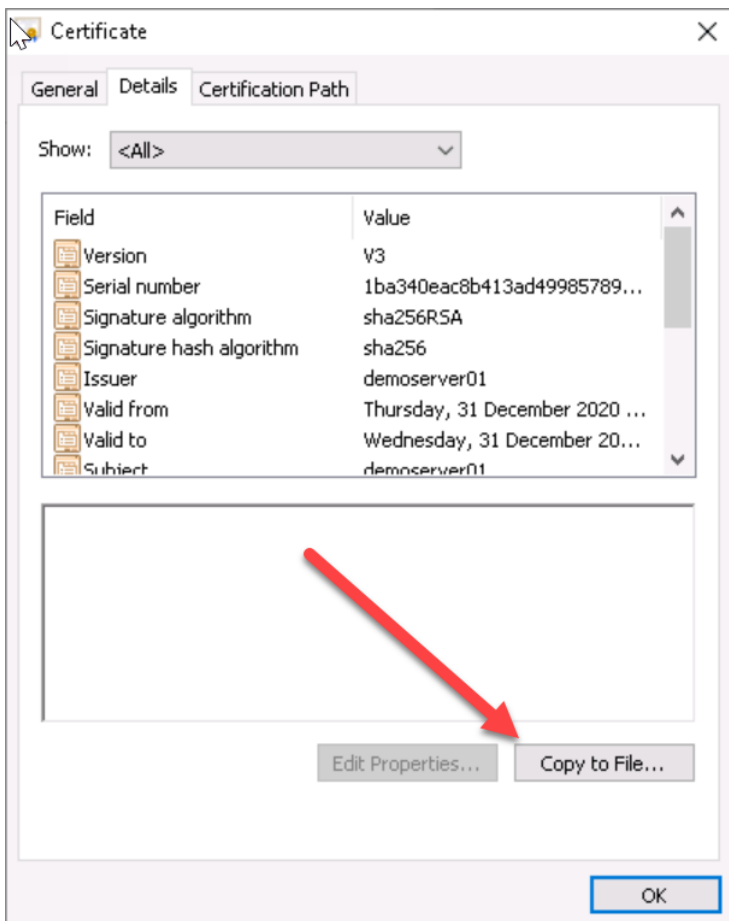 Certificate
General Details Certification Path
Show: <All>
Field Value
Version V3
Serial number 1ba340eac8b413ad49985789...
Signature algorithm sha256RSA
Signature hash algorithm sha256
Issuer demoserver01
Valid from Thursday, 31 December 2020 ...
Valid to Wednesday, 31 December 20...
Subject demoserver01
Edit Properties... Copy to File...
OK